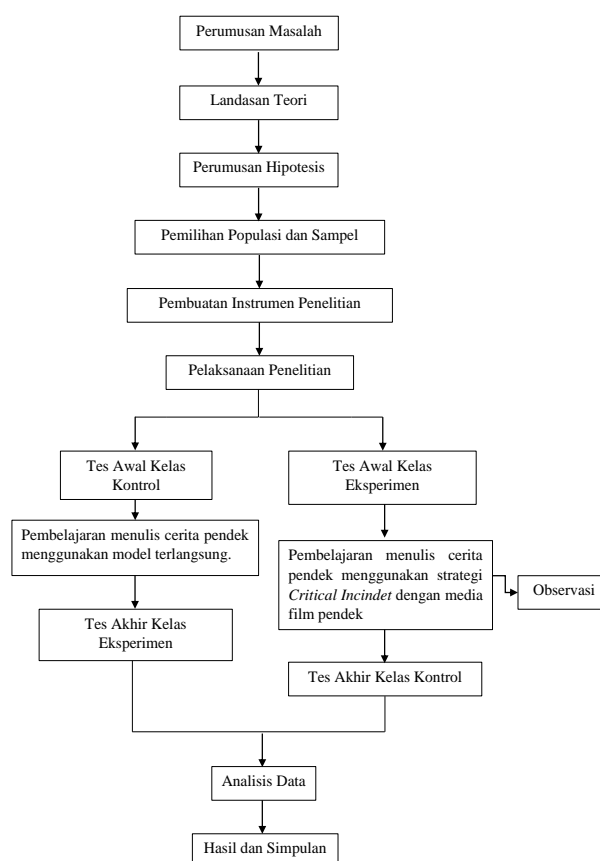 Perumusan Masalah
Landasan Teori
Perumusan Hipotesis
Pemilihan Populasi dan Sampel
Pembuatan Instrumen Penelitian
Pelaksanaan Penelitian
Tes Awal Kelas
Kontrol
Tes Awal Kelas
Eksperimen
Pembelajaran menulis cerita pendek
menggunakan model terlangsung.
Pembelajaran menulis cerita
pendek menggunakan strategi
Critical Incindet dengan media
film pendek
Observasi
Tes Akhir Kelas
Eksperimen
Tes Akhir Kelas Kontrol
Analisis Data
Hasil dan Simpulan